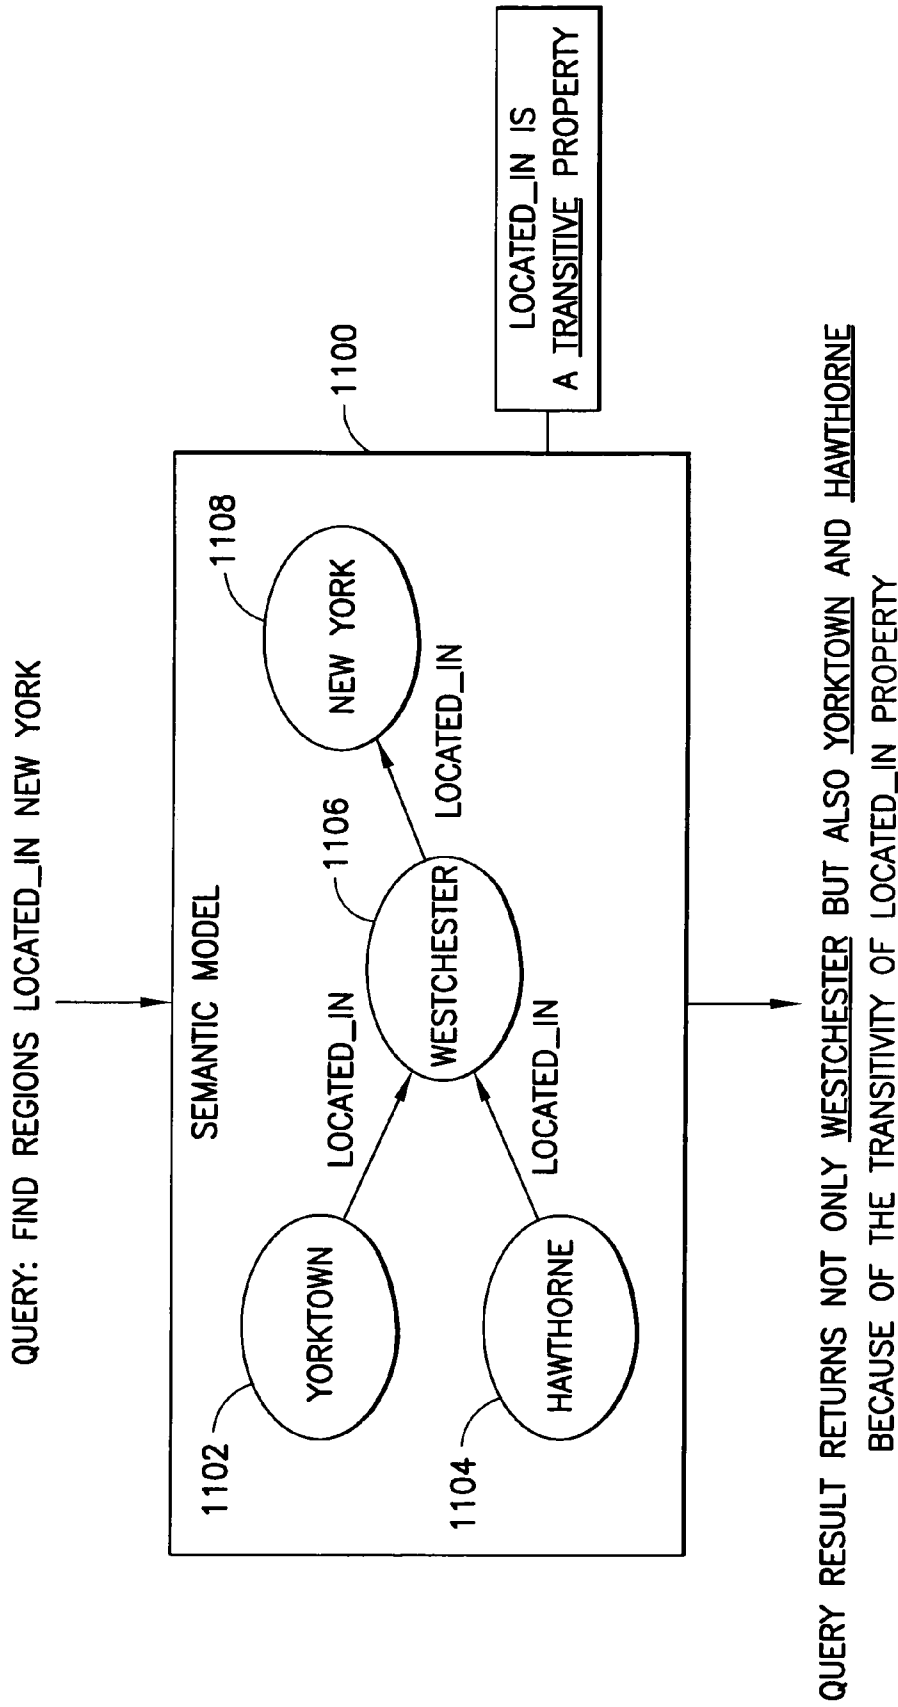 QUERY: FIND REGIONS LOCATED_IN NEW YORK
SEMANTIC MODEL
1100
1102
YORKTOWN
LOCATED_IN
1104
HAWTHORNE
LOCATED_IN
1106
WESTCHESTER
LOCATED_IN
1108
NEW YORK
LOCATED_IN IS
A TRANSITIVE PROPERTY
QUERY RESULT RETURNS NOT ONLY WESTCHESTER BUT ALSO YORKTOWN AND HAWTHORNE
BECAUSE OF THE TRANSITIVITY OF LOCATED_IN PROPERTY